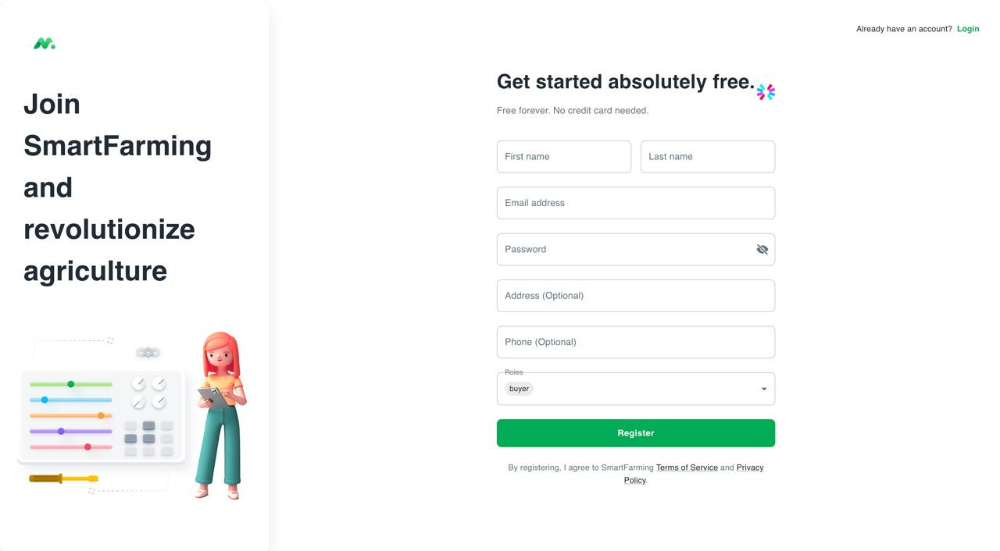 Already have an account? Login
Join
SmartFarming
and
revolutionize
agriculture
Get started absolutely free.
Free forever. No credit card needed.
First name
Last name
Email address
Password
Address (Optional)
Phone (Optional)
Roles
buyer
Register
By registering, I agree to SmartFarming Terms of Service and Privacy
Policy.